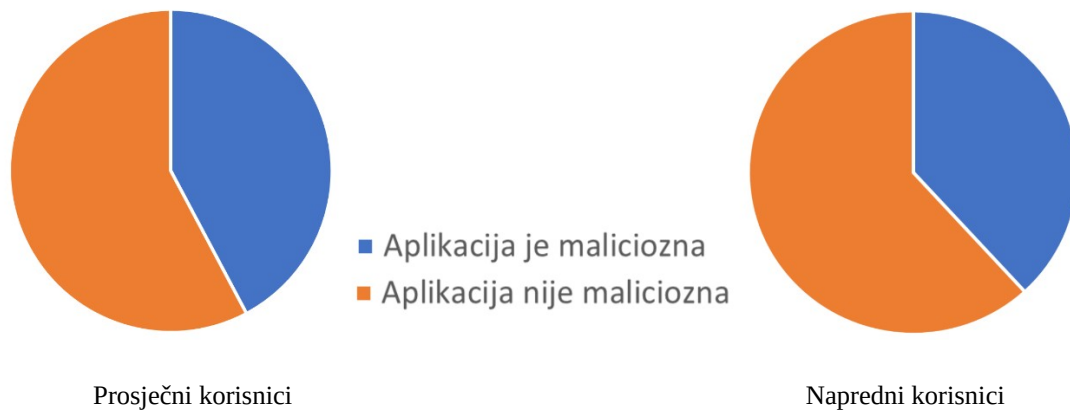 Aplikacija je maliciozna
Aplikacija nije maliciozna
Prosječni korisnici
Napredni korisnici